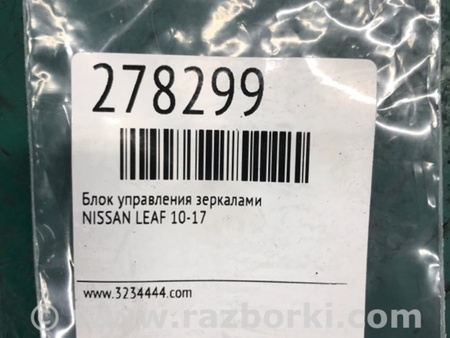 278299
Блок управления зеркалами
NISSAN LEAF 10-17
www.3234444.com
© www.razborki.com